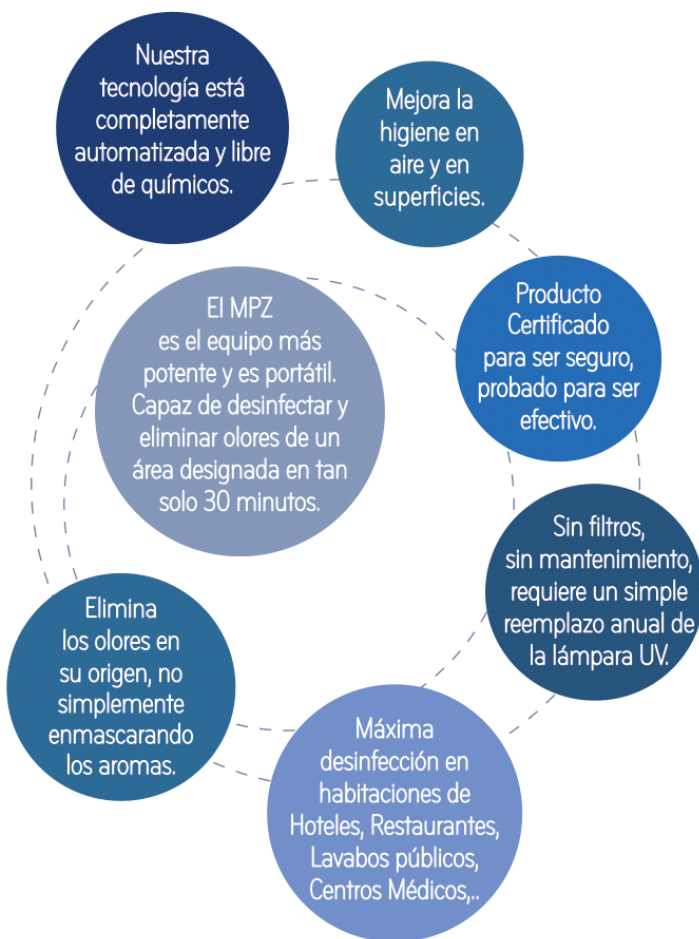 Nuestra
tecnología está
completamente
automatizada y libre
de químicos.
Mejora la
higiene en
aire y en
superficies.
El MPZ
es el equipo más
potente y es portátil.
Capaz de desinfectar y
eliminar olores de un
área designada en tan
solo 30 minutos.
Producto
Certificado
para ser seguro,
probado para ser
efectivo.
Sin filtros,
sin mantenimiento,
requiere un simple
reemplazo anual de
la lámpara UV.
Elimina
los olores en
su origen, no
simplemente
enmascarando
los aromas.
Máxima
desinfección en
habitaciones de
Hoteles, Restaurantes,
Lavabos públicos,
Centros Médicos,..